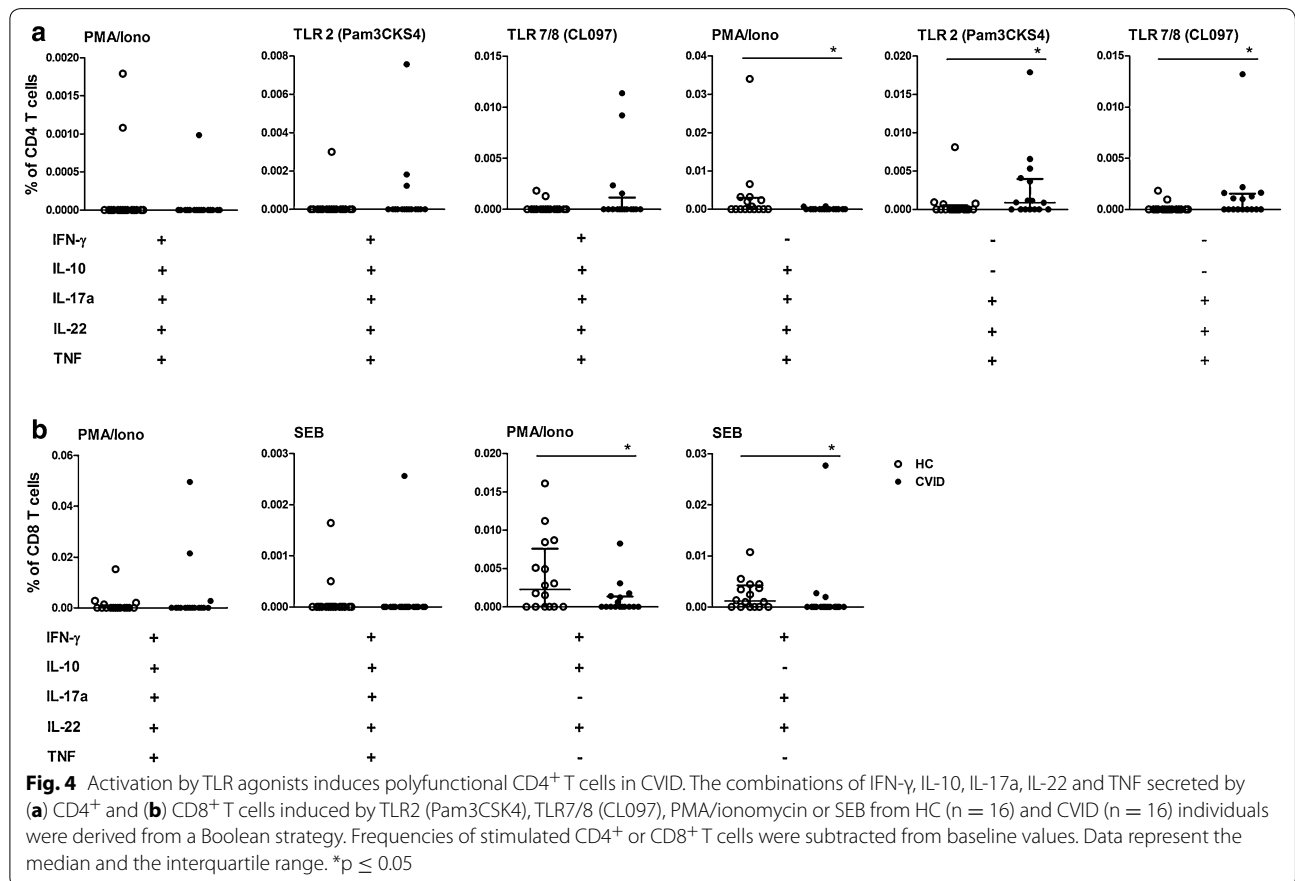 a
PMA/Iono TLR 2 (Pam3CKS4) TLR 7/8 (CL097) PMA/Iono TLR 2 (Pam3CKS4) TLR 7/8 (CL097)
* * *
% of CD4 T cells
0.0020 0.0015 0.0010 0.0005 0.0000
0.008 0.006 0.004 0.002 0.000
0.015 0.010 0.005 0.000
0.04 0.03 0.02 0.01 0.00
0.020 0.015 0.010 0.005 0.000
0.015 0.010 0.005 0.000
IFN-γ + + + - - -
IL-10 + + + + - -
IL-17a + + + + + +
IL-22 + + + + + +
TNF + + + + + +
b
PMA/Iono SEB PMA/Iono SEB
* *
% of CD8 T cells
0.06 0.04 0.02 0.00
0.003 0.002 0.001 0.000
0.020 0.015 0.010 0.005 0.000
0.03 0.02 0.01 0.00
HC
CVID
IFN-γ + + + +
IL-10 + + + -
IL-17a + + - +
IL-22 + + + +
TNF + + - -
Fig. 4 Activation by TLR agonists induces polyfunctional CD4+ T cells in CVID. The combinations of IFN-γ, IL-10, IL-17a, IL-22 and TNF secreted by
(a) CD4+ and (b) CD8+ T cells induced by TLR2 (Pam3CSK4), TLR7/8 (CL097), PMA/ionomycin or SEB from HC (n = 16) and CVID (n = 16) individuals
were derived from a Boolean strategy. Frequencies of stimulated CD4+ or CD8+ T cells were subtracted from baseline values. Data represent the
median and the interquartile range. *p ≤ 0.05